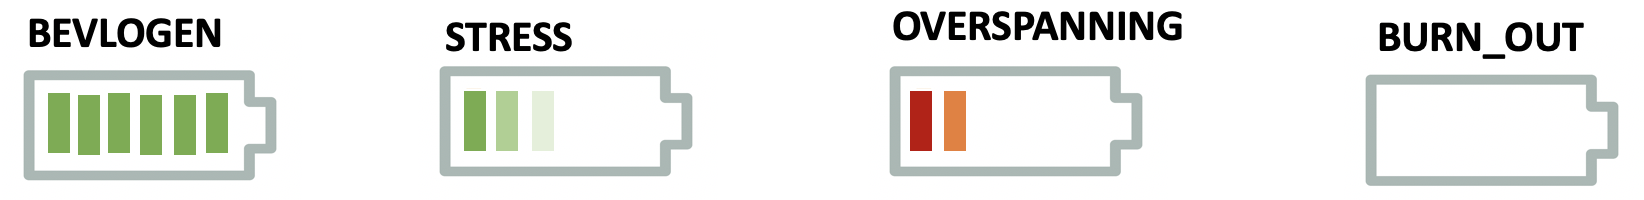 BEVLOGEN
STRESS
OVERSPANNING
BURN_OUT